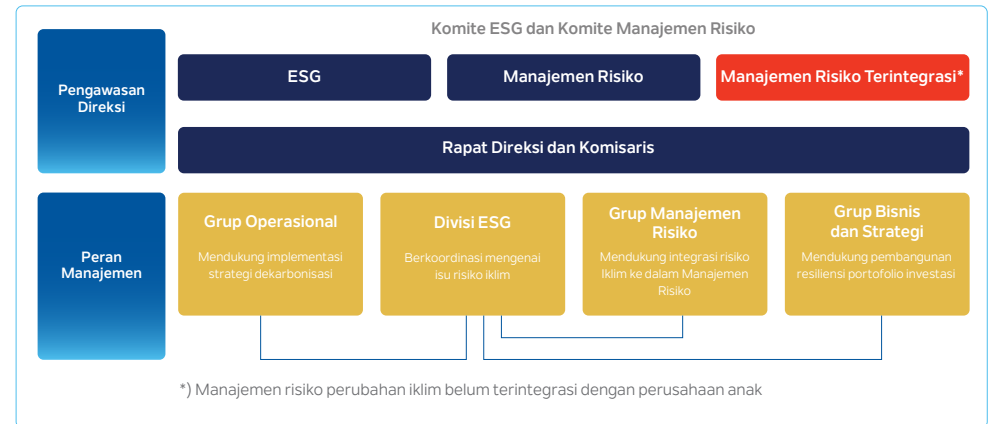 Komite ESG dan Komite Manajemen Risiko
Pengawasan
Direksi
ESG
Manajemen Risiko
Manajemen Risiko Terintegrasi*
Rapat Direksi dan Komisaris
Peran
Manajemen
Grup Operasional
Mendukung implementasi
strategi dekarbonisasi
Divisi ESG
Berkoordinasi mengenai
isu risiko iklim
Grup Manajemen
Risiko
Mendukung integrasi risiko
Iklim ke dalam Manajemen
Risiko
Grup Bisnis
dan Strategi
Mendukung pembangunan
resiliensi portofolio investasi
*) Manajemen risiko perubahan iklim belum terintegrasi dengan perusahaan anak